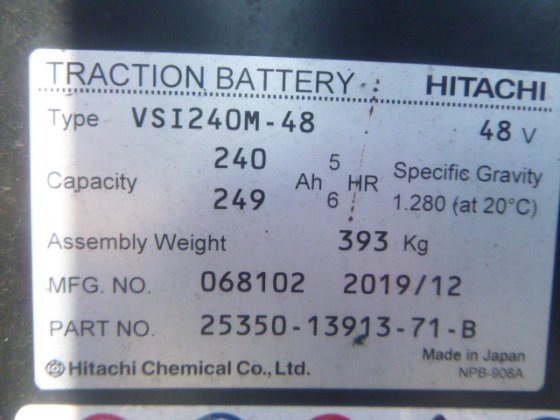 TRACTION BATTERY HITACHI
Type VSI240M-48 48 V
Capacity 240 Ah 5 HR Specific Gravity
249 6 1.280 (at 20°C)
Assembly Weight 393 Kg
MFG. NO. 068102 2019/12
PART NO. 25350-13913-71-B
Hitachi Chemical Co., Ltd. Made in Japan
NPB-908A